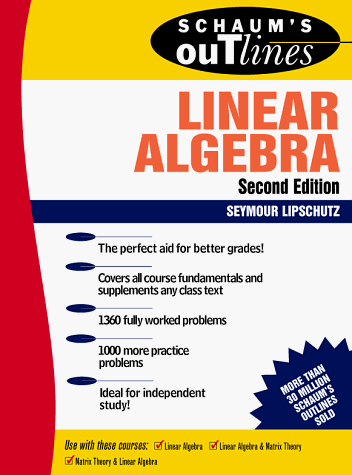 SCHAUM'S
OUTlines
LINEAR
ALGEBRA
Second Edition
SEYMOUR LIPSCHUTZ
The perfect aid for better grades!
Covers all course fundamentals and
supplements any class text
1360 fully worked problems
1000 more practice
problems
Ideal for independent
study!
MORE THAN
30 MILLION
SCHAUM'S
OUTLINES
SOLD
Use with these courses: Linear Algebra Linear Algebra & Matrix Theory
Matrix Theory & Linear Algebra